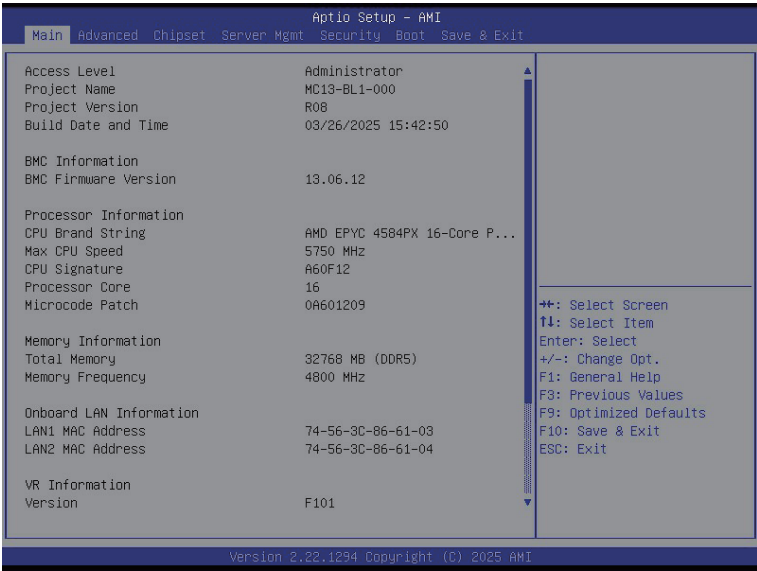 Aptio Setup – AMI
Main Advanced Chipset Server Mgmt Security Boot Save & Exit
Access Level Administrator
Project Name MC13-BL1-000
Project Version R08
Build Date and Time 03/26/2025 15:42:50
BMC Information
BMC Firmware Version 13.06.12
Processor Information
CPU Brand String AMD EPYC 4584PX 16-Core P...
Max CPU Speed 5750 MHz
CPU Signature A60F12
Processor Core 16
Microcode Patch 0A601209
Memory Information
Total Memory 32768 MB (DDR5)
Memory Frequency 4800 MHz
Onboard LAN Information
LAN1 MAC Address 74-56-3C-86-61-03
LAN2 MAC Address 74-56-3C-86-61-04
VR Information
Version F101
→←: Select Screen
↑↓: Select Item
Enter: Select
+/-: Change Opt.
F1: General Help
F3: Previous Values
F9: Optimized Defaults
F10: Save & Exit
ESC: Exit
Version 2.22.1294 Copyright (C) 2025 AMI